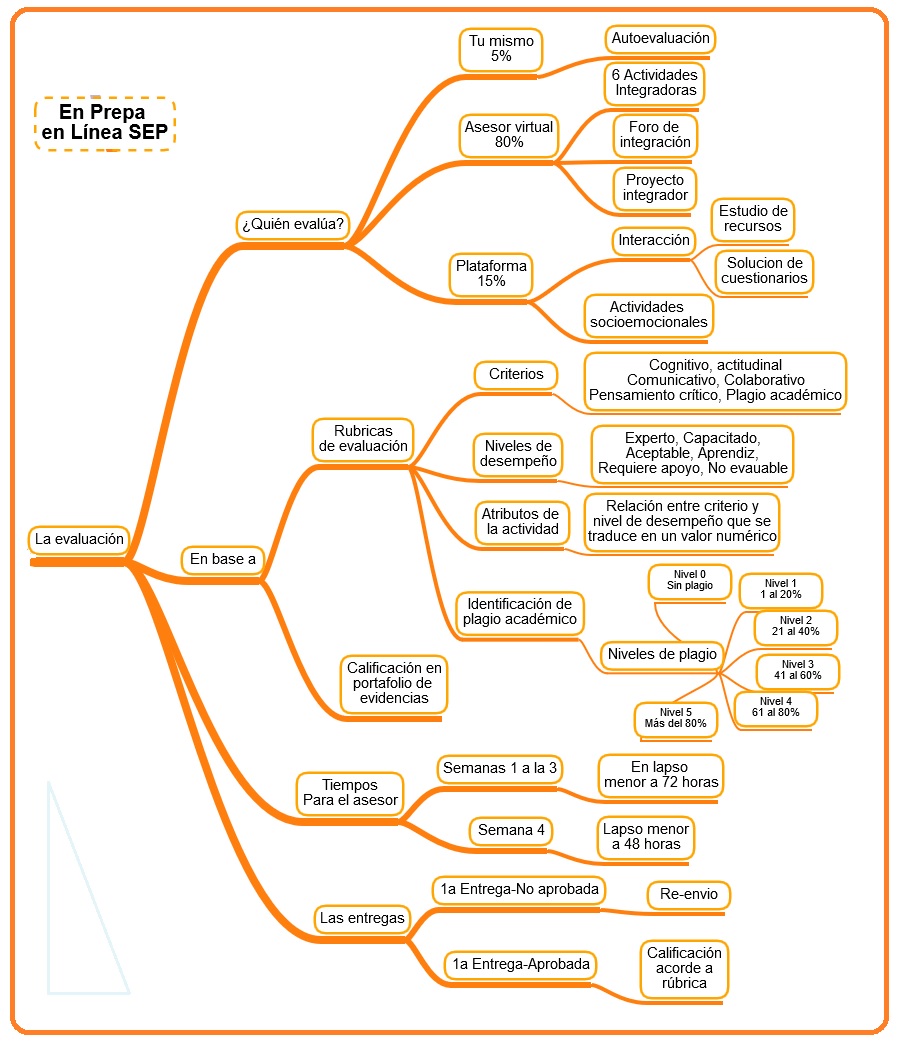 En Prepa
en Línea SEP
La evaluación
¿Quién evalúa?
Tu mismo
5%
Autoevaluación
Asesor virtual
80%
6 Actividades
Integradoras
Foro de
integración
Proyecto
integrador
Plataforma
15%
Interacción
Estudio de
recursos
Solucion de
cuestionarios
Actividades
socioemocionales
En base a
Rubricas
de evaluación
Criterios
Cognitivo, actitudinal
Comunicativo, Colaborativo
Pensamiento crítico, Plagio académico
Niveles de
desempeño
Experto, Capacitado,
Aceptable, Aprendiz,
Requiere apoyo, No evauable
Atributos de
la actividad
Relación entre criterio y
nivel de desempeño que se
traduce en un valor numérico
Identificación de
plagio académico
Niveles de plagio
Nivel 0
Sin plagio
Nivel 1
1 al 20%
Nivel 2
21 al 40%
Nivel 3
41 al 60%
Nivel 4
61 al 80%
Nivel 5
Más del 80%
Calificación en
portafolio de
evidencias
Tiempos
Para el asesor
Semanas 1 a la 3
En lapso
menor a 72 horas
Semana 4
Lapso menor
a 48 horas
Las entregas
1a Entrega-No aprobada
Re-envio
1a Entrega-Aprobada
Calificación
acorde a
rúbrica